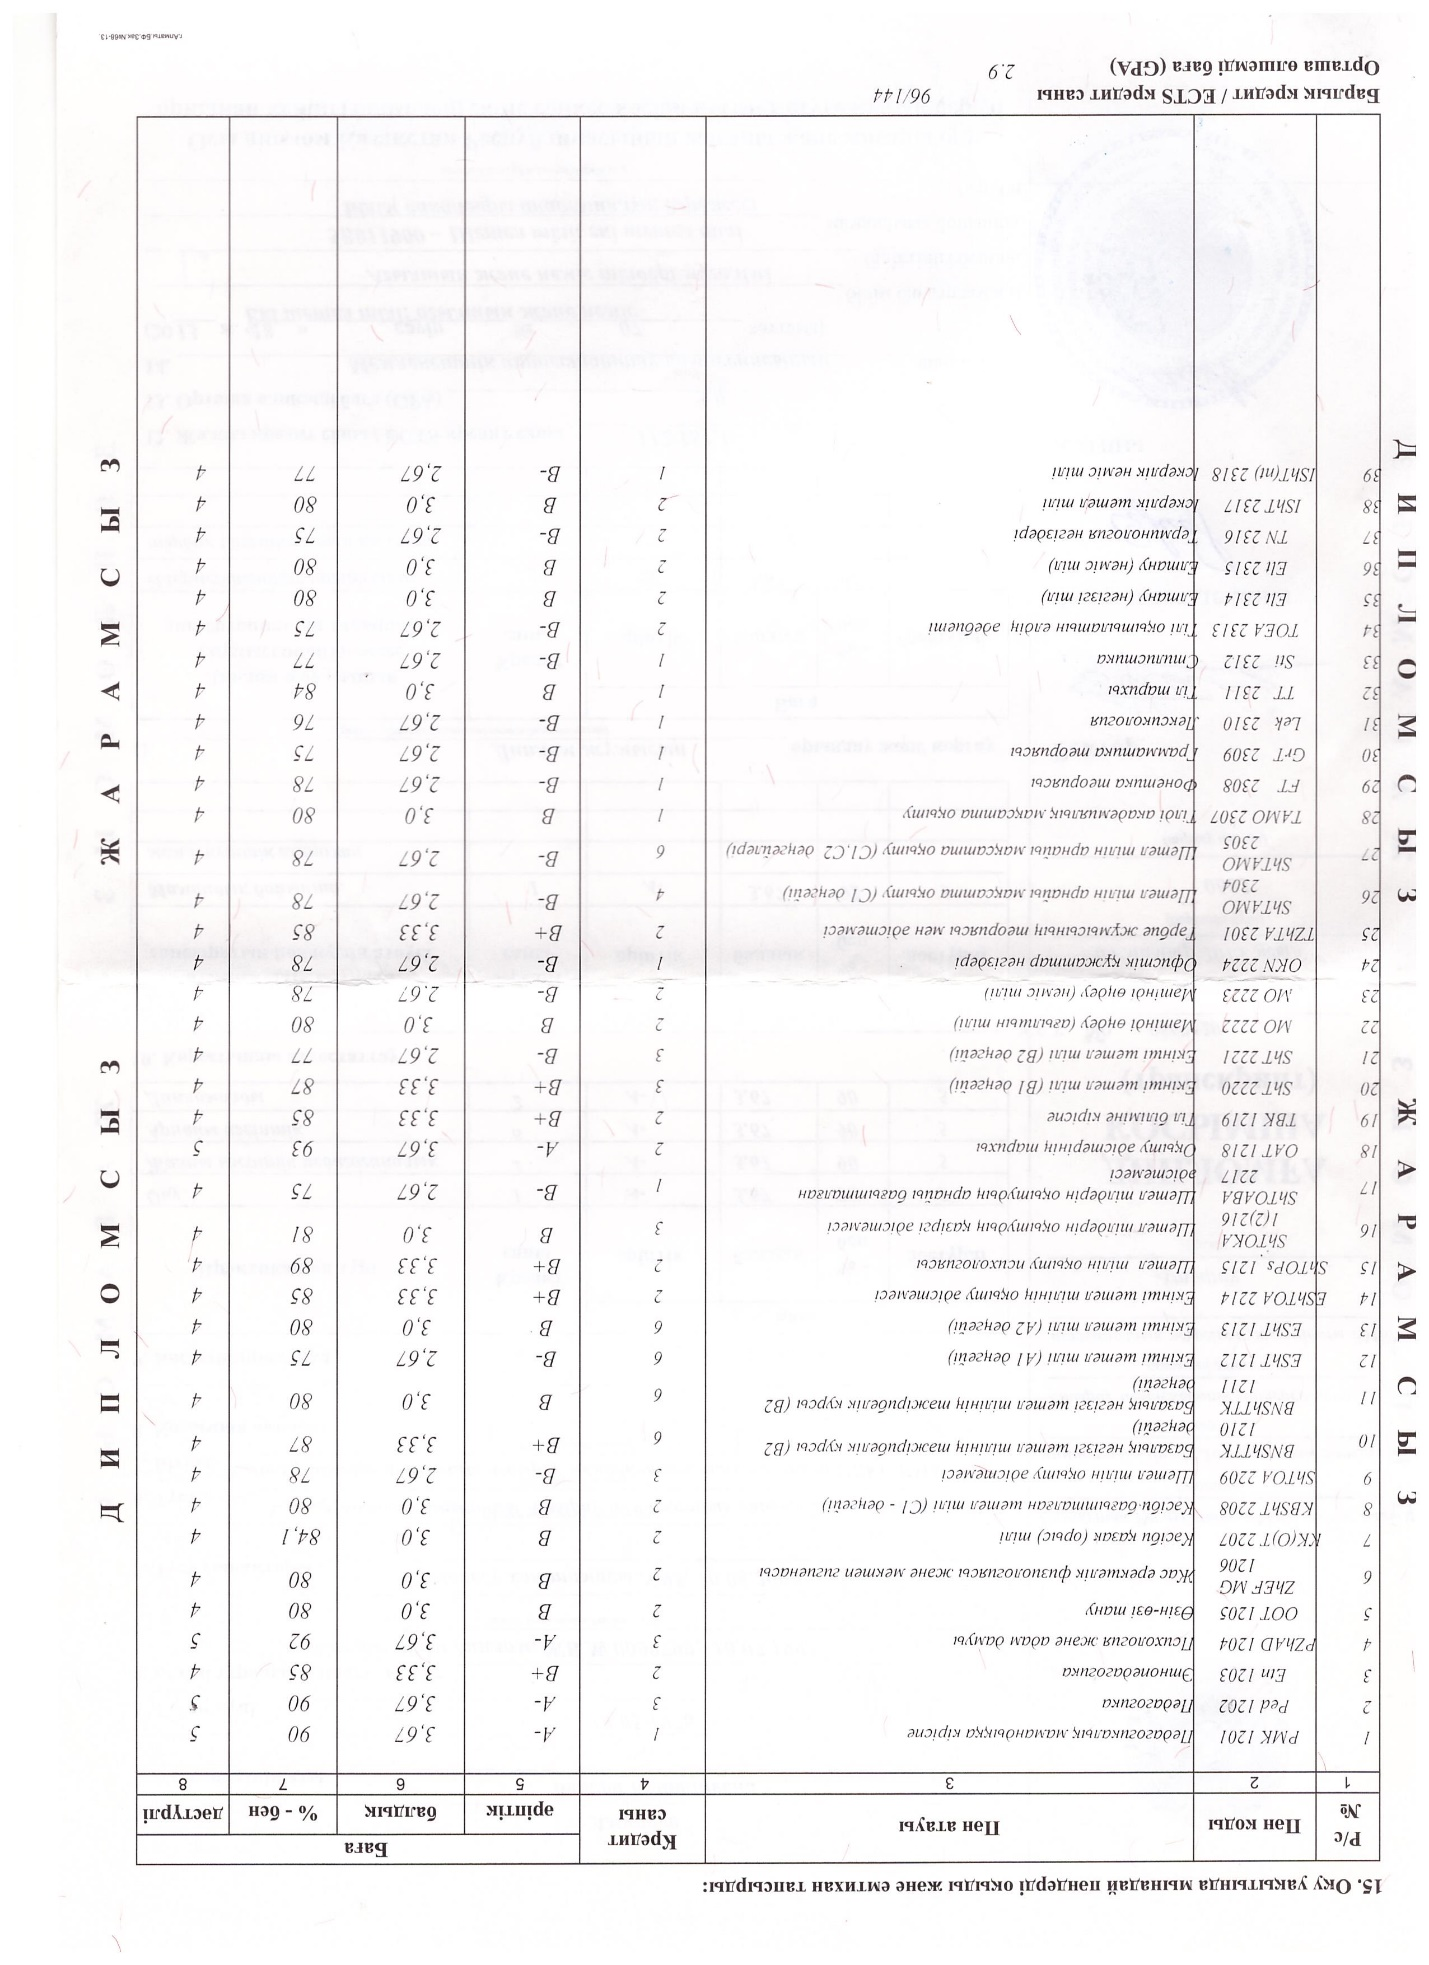 15. Оқу уақытында мынадай пәндерді оқыды және емтихан тапсырды:
Р/с № Пән коды Пән атауы Кредит саны Баға
әріптік балдық % - бен дәстүрлі
1 2 3 4 5 6 7 8
1 PMK 1201 Педагогикалық мамандыққа кіріспе 1 A- 3,67 90 5
2 Ped 1202 Педагогика 3 A- 3,67 90 5
3 Etn 1203 Этнопедагогика 2 B+ 3,33 85 4
4 PZhAD 1204 Психология және адам дамуы 3 A- 3,67 92 5
5 OOT 1205 Өзін-өзі тану 2 B 3,0 80 4
6 ZhEF MG 1206 Жас ерекшелік физиологиясы және мектеп гигиенасы 2 B 3,0 80 4
7 KK(O)T 2207 Кәсіби қазақ (орыс) тілі 2 B 3,0 84,1 4
8 KBShT 2208 Кәсіби-бағытталған шетел тілі (C1 - деңгейі) 2 B 3,0 80 4
9 ShTOA 2209 Шетел тілін оқыту әдістемесі 3 B- 2,67 78 4
10 BNShTTK 1210 Базалық негізгі шетел тілінің тәжірибелік курсы (B2 деңгейі) 6 B+ 3,33 87 4
11 BNShTTK 1211 Базалық негізгі шетел тілінің тәжірибелік курсы (B2 деңгейі) 6 B 3,0 80 4
12 EShT 1212 Екінші шетел тілі (A1 деңгейі) 6 B- 2,67 75 4
13 EShT 1213 Екінші шетел тілі (A2 деңгейі) 6 B 3,0 80 4
14 EShTOA 2214 Екінші шетел тілінің оқыту әдістемесі 2 B+ 3,33 85 4
15 ShTOPs 1215 Шетел тілін оқыту психологиясы 2 B+ 3,33 89 4
16 ShTOKA 1(2)216 Шетел тілдерін оқытудың қазіргі әдістемесі 3 B 3,0 81 4
17 ShTOABA 2217 Шетел тілдерін оқытудың арнайы бағытталған әдістемесі 1 B- 2,67 75 4
18 OAT 1218 Оқыту әдістерінің тарихы 2 A- 3,67 93 5
19 TBK 1219 Тіл біліміне кіріспе 2 B+ 3,33 85 4
20 ShT 2220 Екінші шетел тілі (B1 деңгейі) 3 B+ 3,33 87 4
21 ShT 2221 Екінші шетел тілі (B2 деңгейі) 3 B- 2,67 77 4
22 MO 2222 Мәтінді өңдеу (ағылшын тілі) 2 B 3,0 80 4
23 MO 2223 Мәтінді өңдеу (неміс тілі) 2 B- 2.67 78 4
24 OKN 2224 Офистік құжаттар негіздері 1 B- 2,67 78 4
25 TZhTA 2301 Тәрбие жұмысының теориясы мен әдістемесі 2 B+ 3,33 85 4
26 ShTAMO 2304 Шетел тілін арнайы мақсатта оқыту (C1 деңгейі) 4 B- 2,67 78 4
27 ShTAMO 2305 Шетел тілін арнайы мақсатта оқыту (C1.C2 деңгейлері) 6 B- 2,67 78 4
28 TAMO 2307 Тілді академиялық мақсатта оқыту 1 B 3,0 80 4
29 FT 2308 Фонетика теориясы 1 B- 2,67 78 4
30 GrT 2309 Грамматика теориясы 1 B- 2,67 75 4
31 Lek 2310 Лексикология 1 B- 2,67 76 4
32 TT 2311 Тіл тарихы 1 B 3,0 84 4
33 Sti 2312 Стилистика 1 B- 2,67 77 4
34 TOEA 2313 Тілі оқытылатын елдің әдебиеті 2 B- 2,67 75 4
35 Elt 2314 Елтану (негізгі тіл) 2 B 3,0 80 4
36 Elt 2315 Елтану (неміс тіл) 2 B 3,0 80 4
37 TN 2316 Терминология негіздері 2 B- 2,67 75 4
38 IShT 2317 Іскерлік шетел тілі 2 B 3,0 80 4
39 IShT(nt) 2318 Іскерлік неміс тілі 1 B- 2,67 77 4
Барлық кредит / ECTS кредит саны 96/144
Орташа өлшемді баға (GPA) 2.9
ДИПЛОМСЫЗ ЖАРАМСЫЗ
ДИПЛОМСЫЗ ЖАРАМСЫЗ
г.Алматы.БФ.Зак.№68-13.